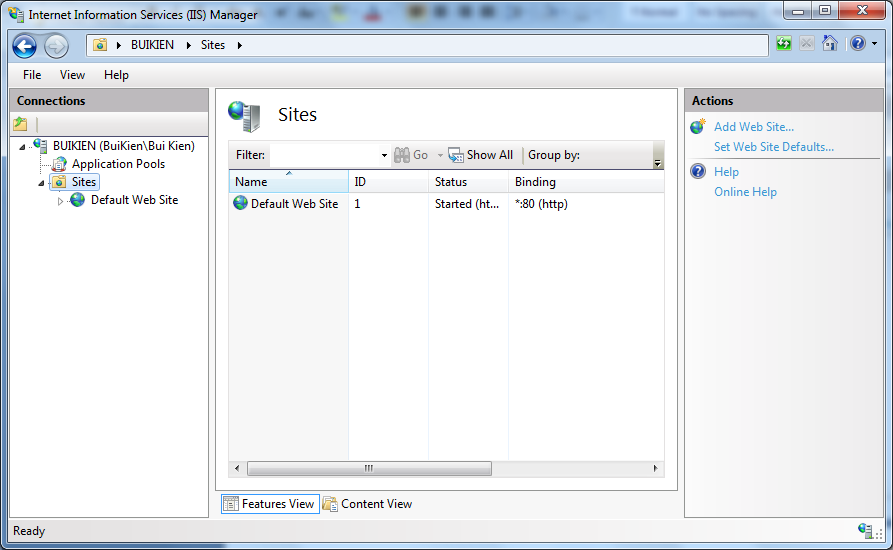 Internet Information Services (IIS) Manager
BUIKIEN Sites
File View Help
Connections
BUIKIEN (BuiKien\Bui Kien)
Application Pools
Sites
Default Web Site
Sites
Filter: Go Show All Group by:
Name ID Status Binding
Default Web Site 1 Started (ht... *:80 (http)
Features View Content View
Actions
Add Web Site...
Set Web Site Defaults...
Help
Online Help
Ready